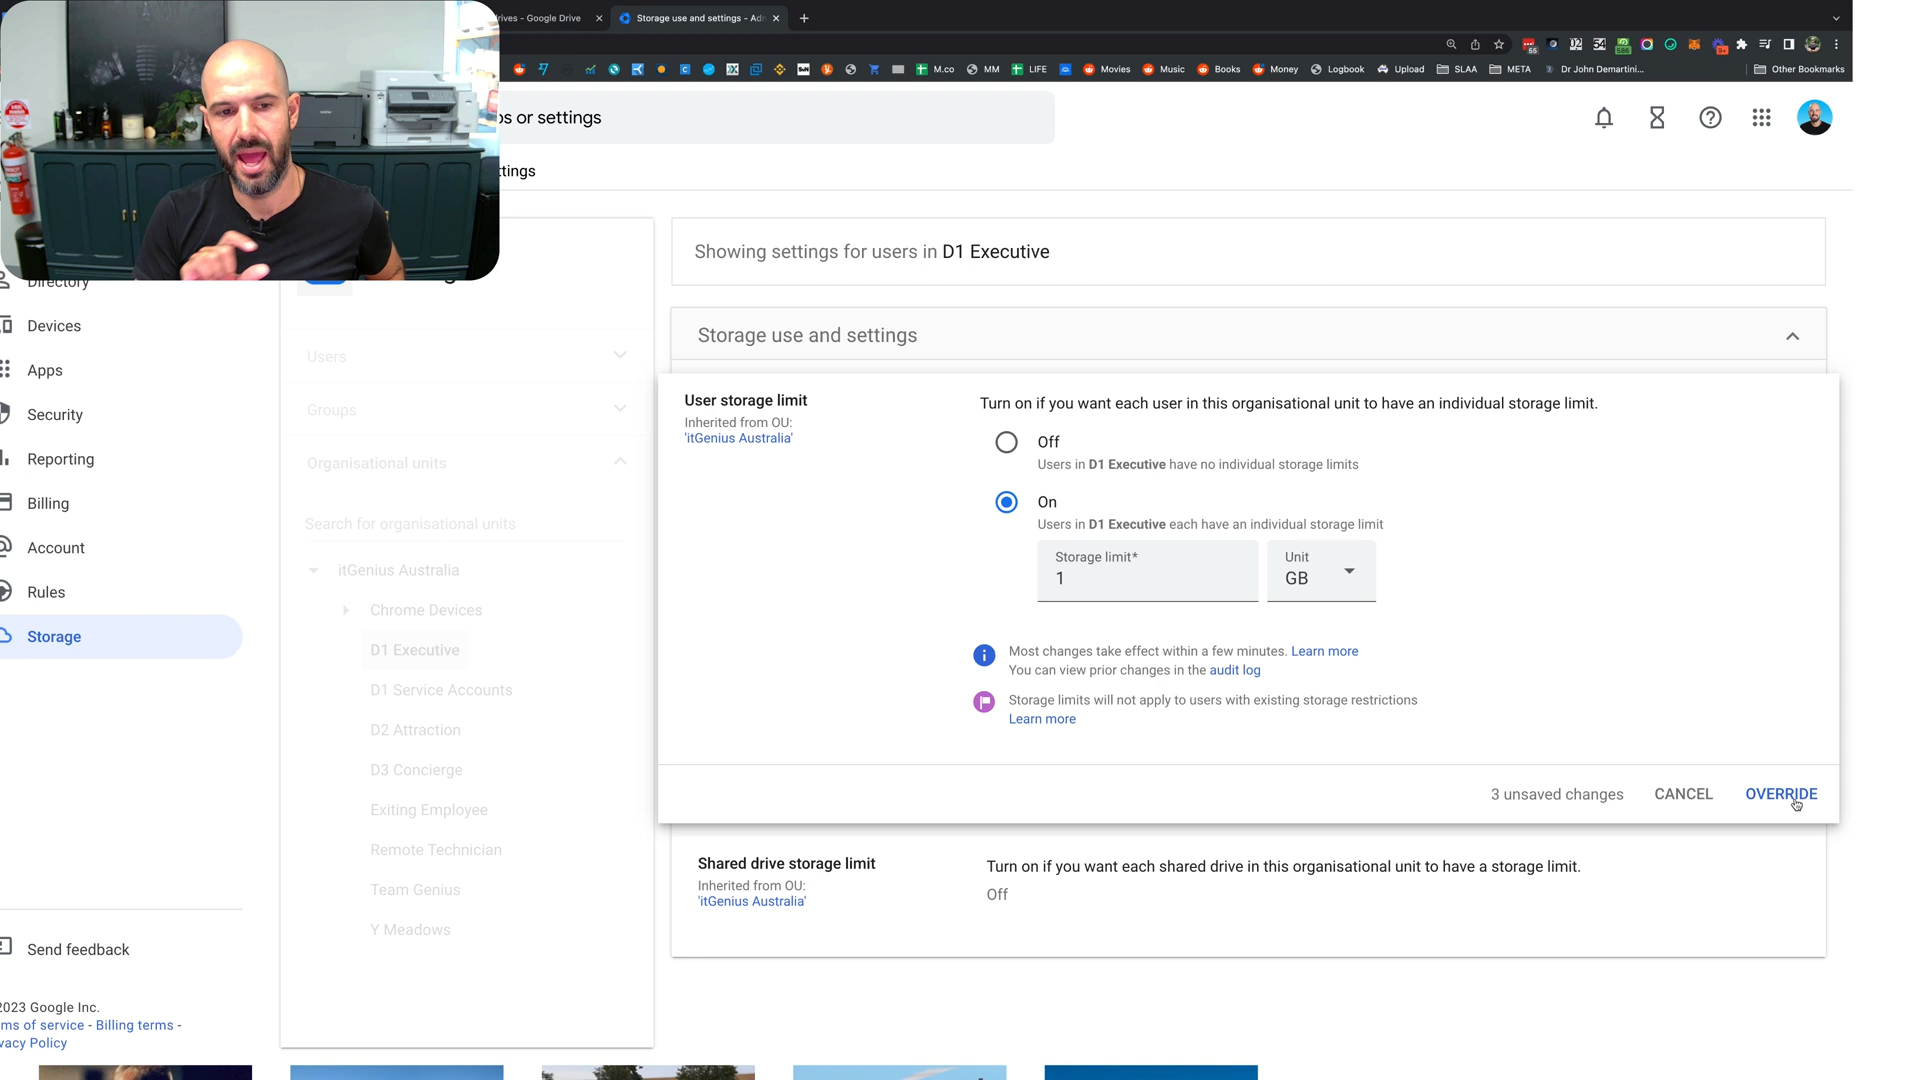 rives - Google Drive
Storage use and settings - Adr
M.co
MM
LIFE
Movies
Music
Books
Money
Logbook
Upload
SLAA
META
Dr John Demartini...
Other Bookmarks
os or settings
ttings
Directory
Devices
Apps
Security
Reporting
Billing
Account
Rules
Storage
Send feedback
2023 Google Inc.
ms of service - Billing terms -
vacy Policy
Users
Groups
Organisational units
Search for organisational units
itGenius Australia
Chrome Devices
D1 Executive
D1 Service Accounts
D2 Attraction
D3 Concierge
Exiting Employee
Remote Technician
Team Genius
Y Meadows
Showing settings for users in D1 Executive
Storage use and settings
User storage limit
Inherited from OU:
'itGenius Australia'
Turn on if you want each user in this organisational unit to have an individual storage limit.
Off
Users in D1 Executive have no individual storage limits
On
Users in D1 Executive each have an individual storage limit
Storage limit*
1
Unit
GB
Most changes take effect within a few minutes. Learn more
You can view prior changes in the audit log
Storage limits will not apply to users with existing storage restrictions
Learn more
3 unsaved changes
CANCEL
OVERRIDE
Shared drive storage limit
Inherited from OU:
'itGenius Australia'
Turn on if you want each shared drive in this organisational unit to have a storage limit.
Off